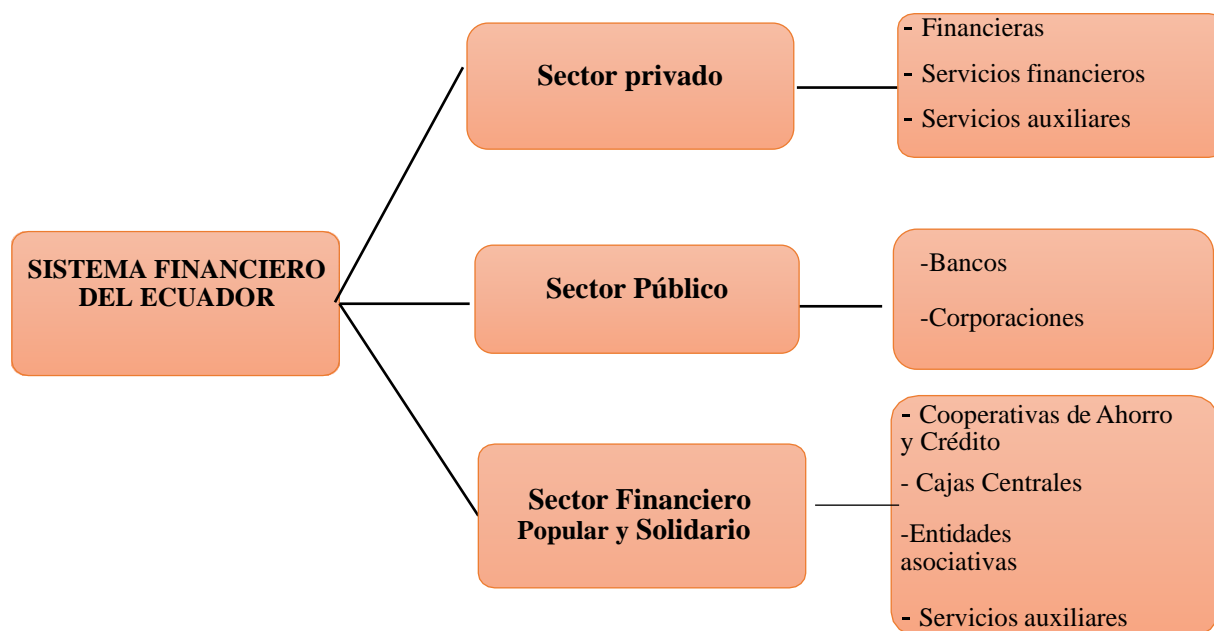 SISTEMA FINANCIERO
DEL ECUADOR
Sector privado
- Financieras
- Servicios financieros
- Servicios auxiliares
Sector Público
-Bancos
-Corporaciones
Sector Financiero
Popular y Solidario
- Cooperativas de Ahorro
y Crédito
- Cajas Centrales
-Entidades
asociativas
- Servicios auxiliares